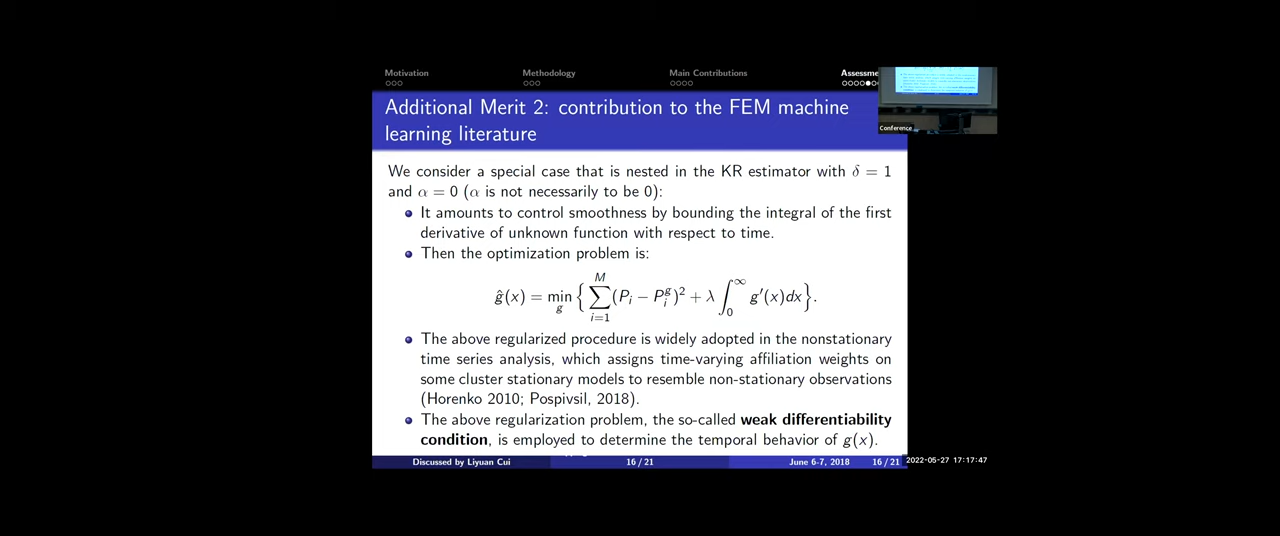 Motivation Methodology Main Contributions Assessme
Additional Merit 2: contribution to the FEM machine
learning literature
Conference
We consider a special case that is nested in the KR estimator with δ = 1
and α = 0 (α is not necessarily to be 0):
It amounts to control smoothness by bounding the integral of the first
derivative of unknown function with respect to time.
Then the optimization problem is:
ĝ(x) = min_g { ∑_{i=1}^{M} (P_i − P_i^g)² + λ ∫_0^∞ g′(x)dx }.
The above regularized procedure is widely adopted in the nonstationary
time series analysis, which assigns time-varying affiliation weights on
some cluster stationary models to resemble non-stationary observations
(Horenko 2010; Pospivsil, 2018).
The above regularization problem, the so-called weak differentiability
condition, is employed to determine the temporal behavior of g(x).
Discussed by Liyuan Cui 16 / 21 June 6-7, 2018 16 / 21
2022-05-27 17:17:47